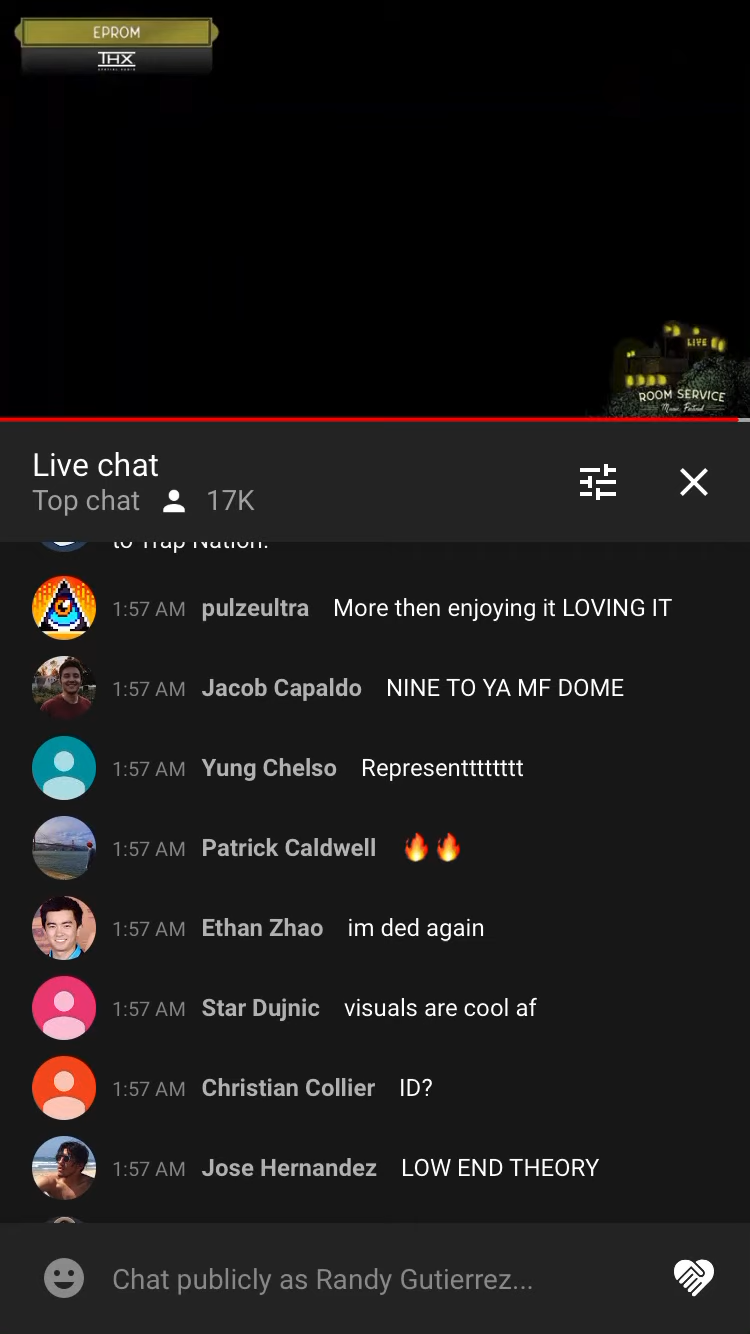 EPROM
THX
LIVE
ROOM SERVICE
Music Festival
Live chat
Top chat 17K
to Trap Nation.
1:57 AM pulzeultra More then enjoying it LOVING IT
1:57 AM Jacob Capaldo NINE TO YA MF DOME
1:57 AM Yung Chelso Representttttttt
1:57 AM Patrick Caldwell 🔥🔥
1:57 AM Ethan Zhao im ded again
1:57 AM Star Dujnic visuals are cool af
1:57 AM Christian Collier ID?
1:57 AM Jose Hernandez LOW END THEORY
Chat publicly as Randy Gutierrez...